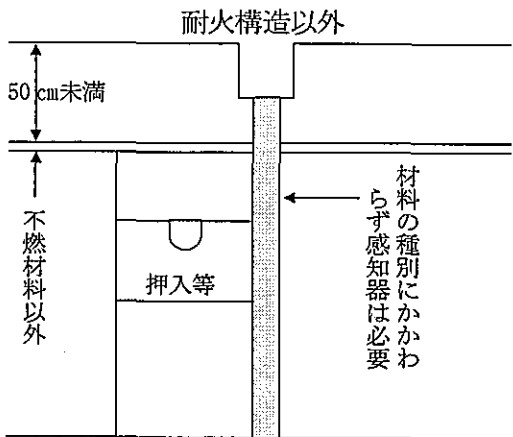 耐火構造以外
50cm未満
不燃材料以外
押入等
材料の種別にかかわ
らず感知器は必要